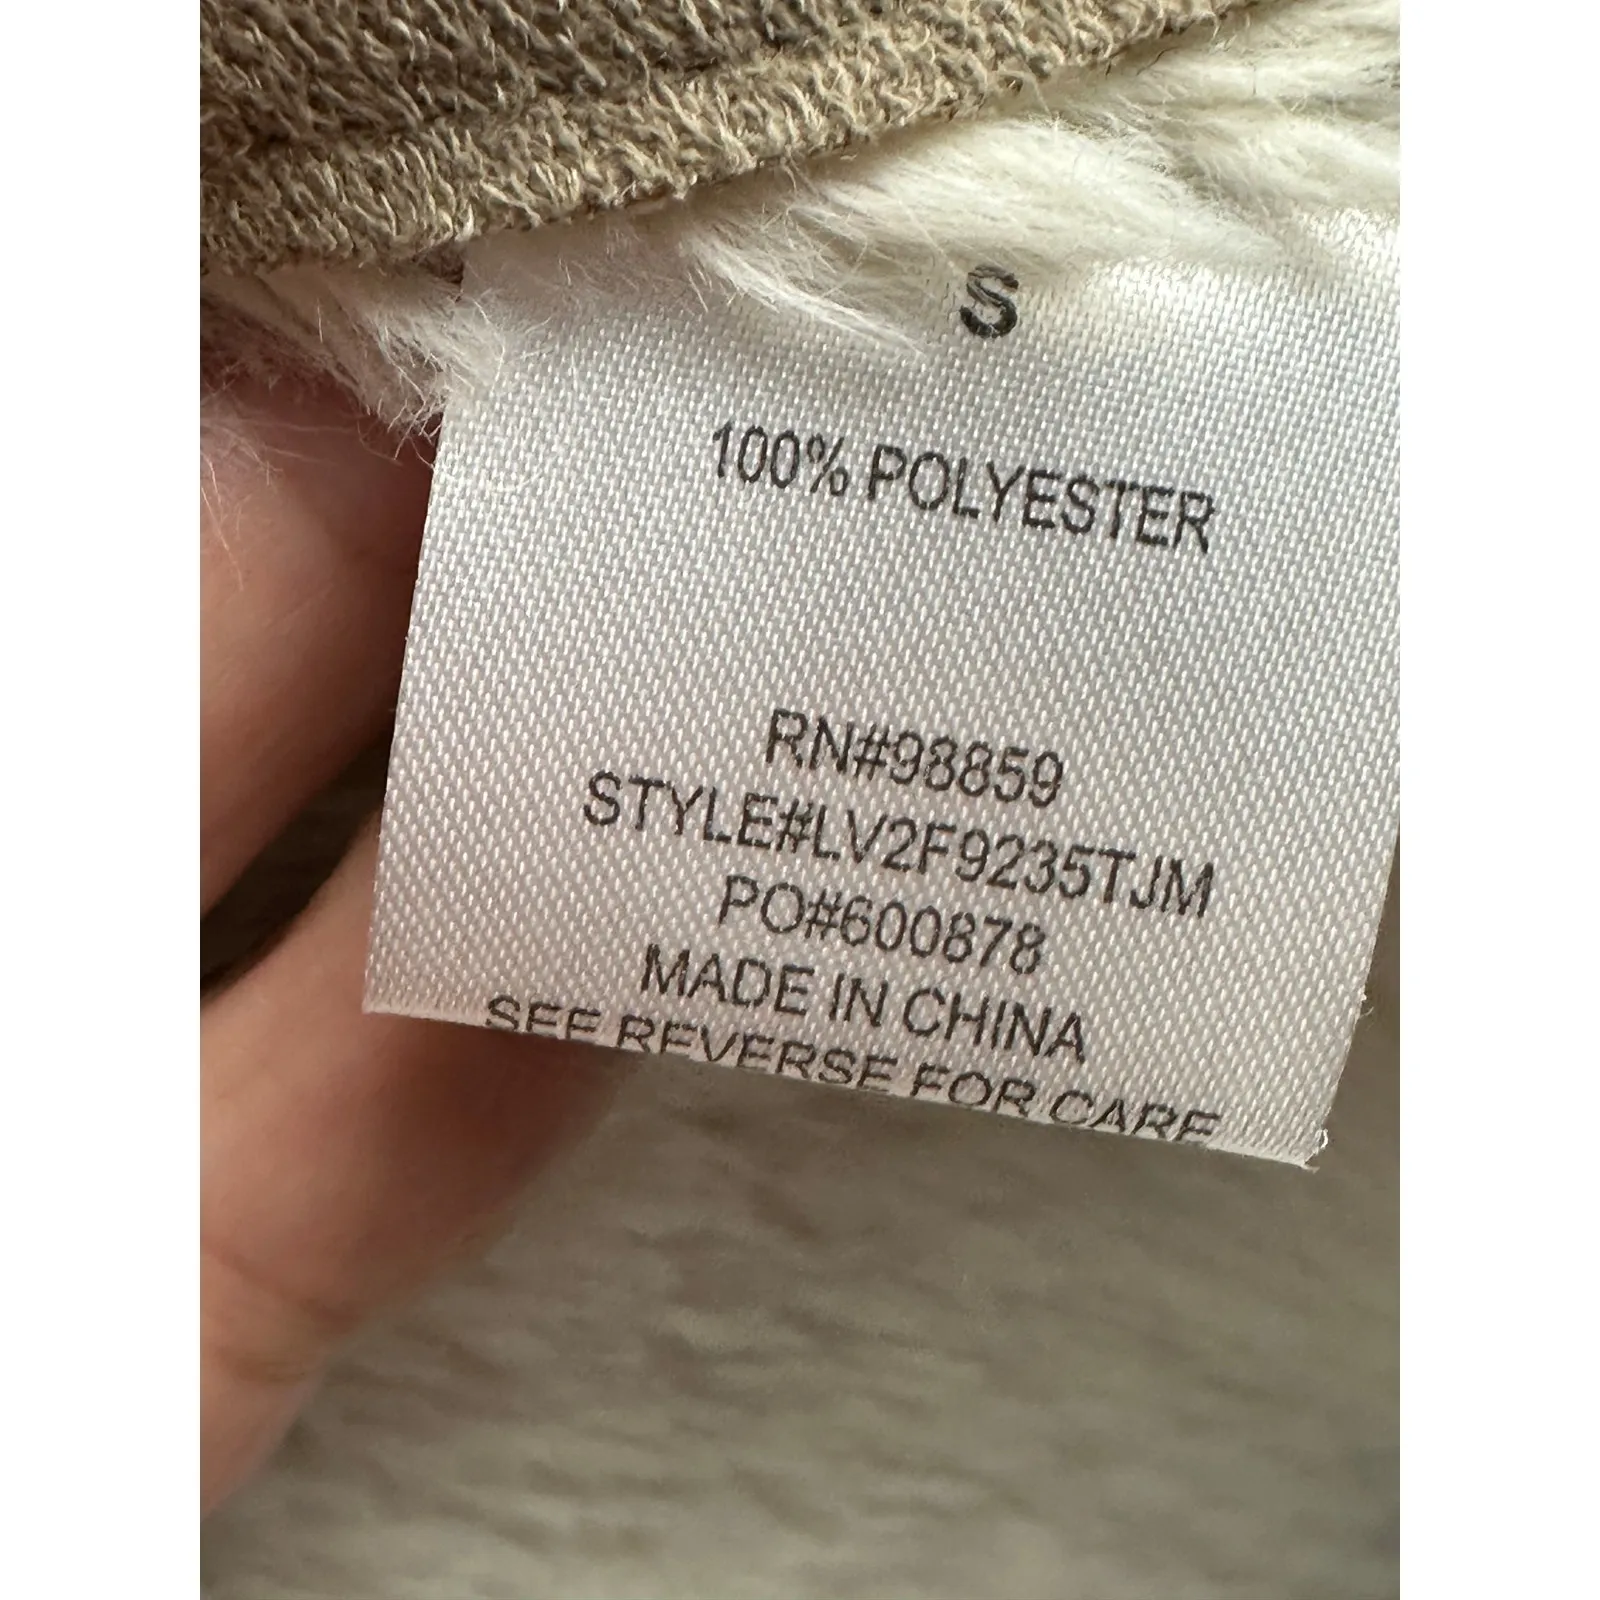 S
100% POLYESTER
RN#98859
STYLE#LV2F9235TJM
PO#600878
MADE IN CHINA
SEE REVERSE FOR CARE